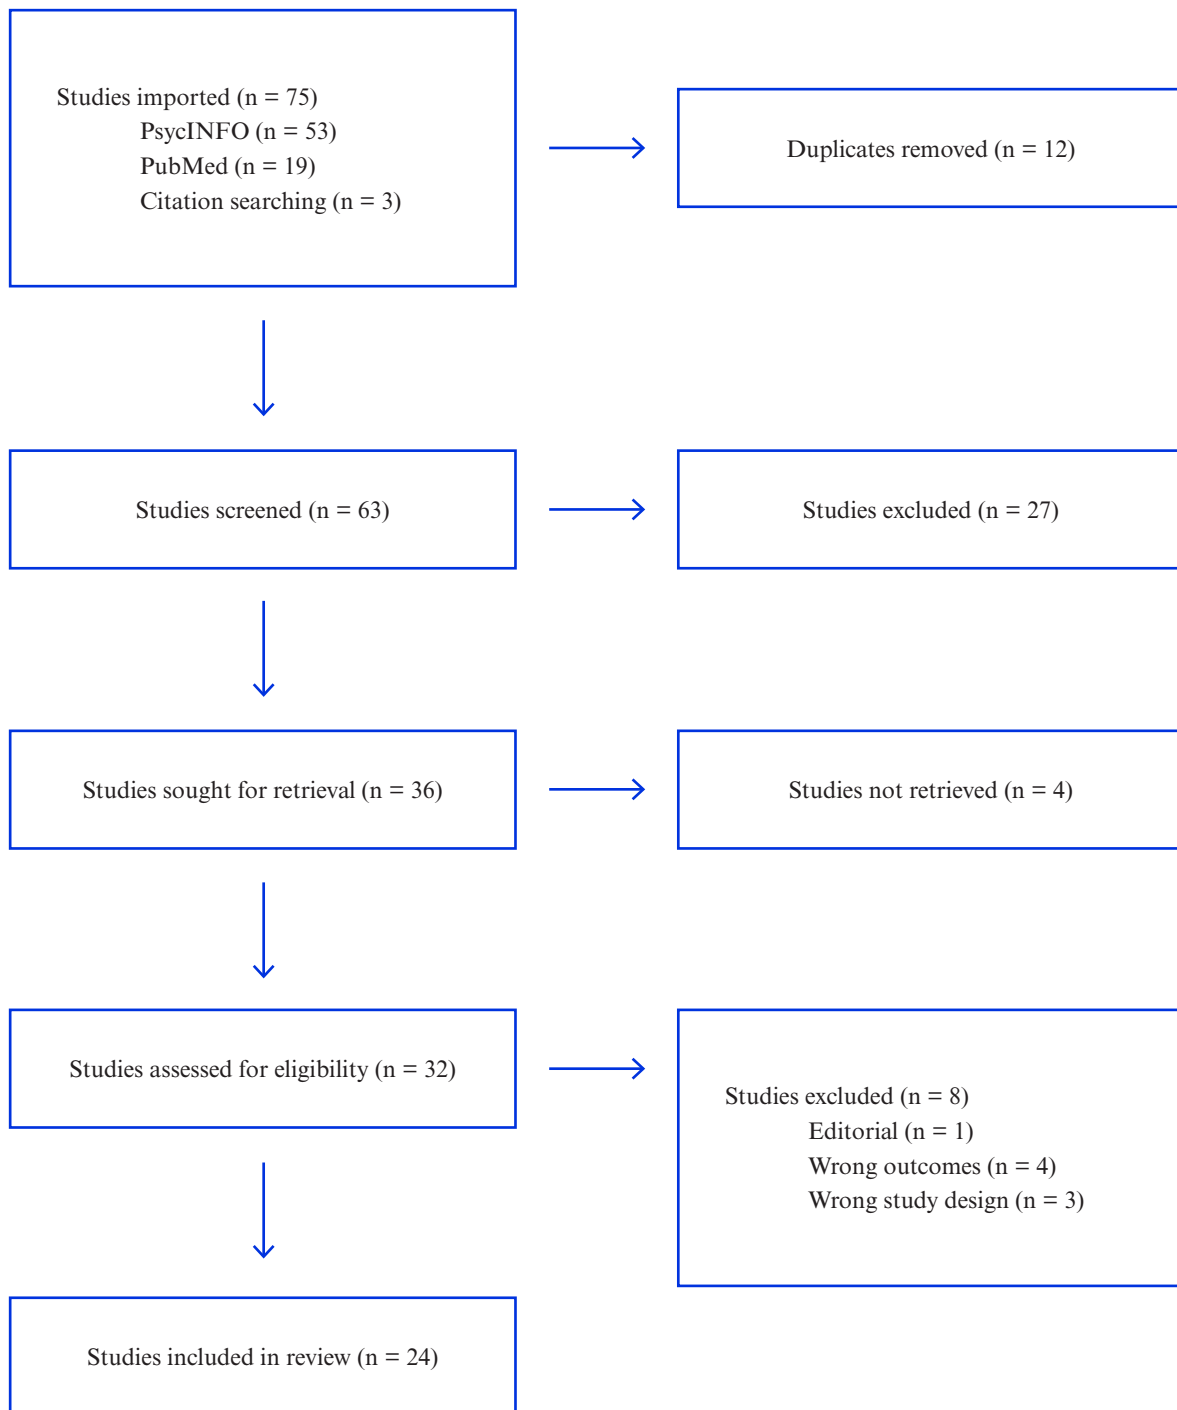 Studies imported (n = 75)
PsycINFO (n = 53)
PubMed (n = 19)
Citation searching (n = 3)
Duplicates removed (n = 12)
Studies screened (n = 63)
Studies excluded (n = 27)
Studies sought for retrieval (n = 36)
Studies not retrieved (n = 4)
Studies assessed for eligibility (n = 32)
Studies excluded (n = 8)
Editorial (n = 1)
Wrong outcomes (n = 4)
Wrong study design (n = 3)
Studies included in review (n = 24)